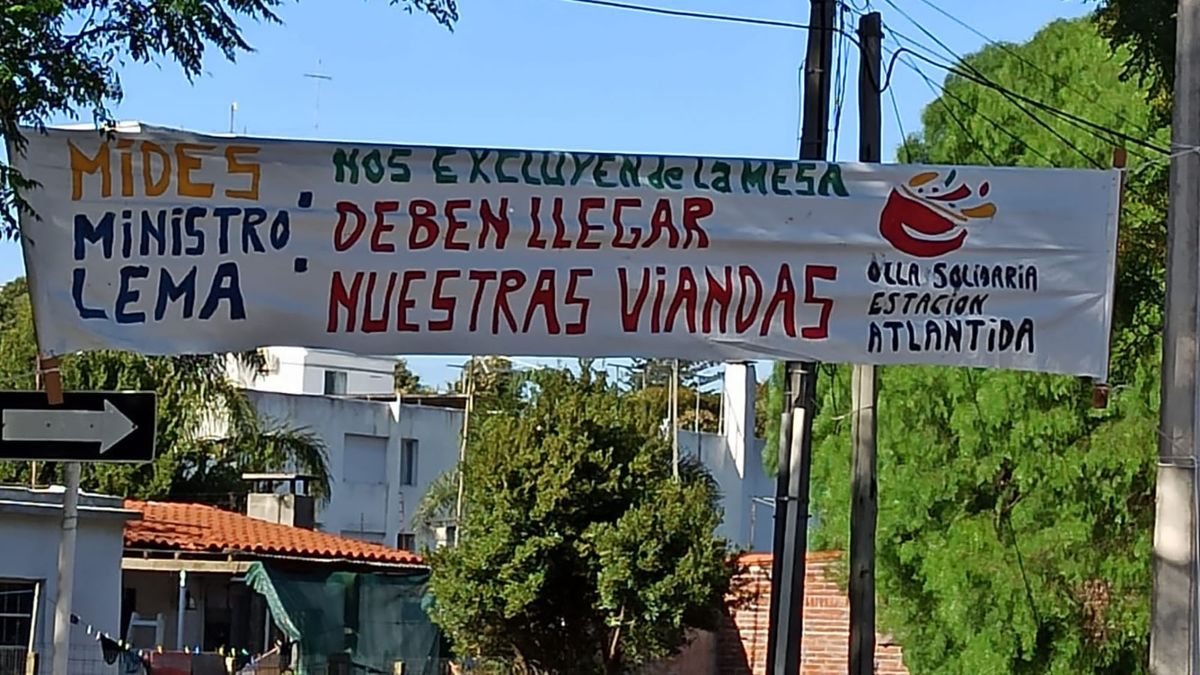 MiDES
MiNiSTRO:
LEMA:
NOS EXCLUYEN de La MESA
DEBEN LLEGAR
NUESTRAS ViANDAS
OLLA SOLIDARIA
ESTACION
ATLANTiDA